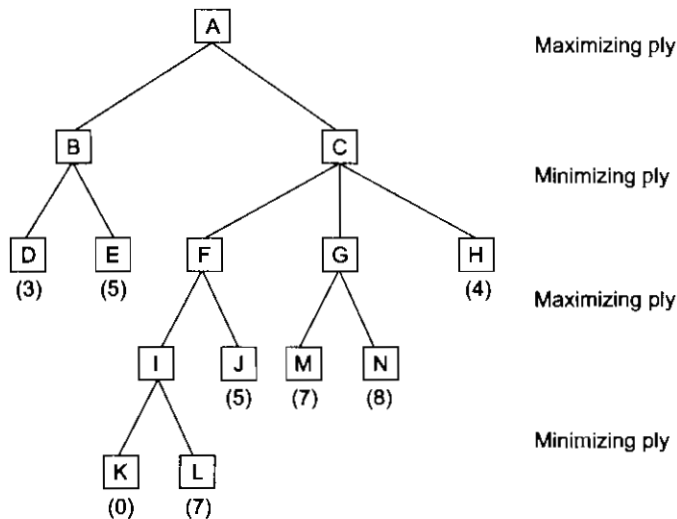 A
Maximizing ply
B
C
Minimizing ply
D
E
F
G
H
(3)
(5)
(4)
Maximizing ply
I
J
M
N
(5)
(7)
(8)
Minimizing ply
K
L
(0)
(7)